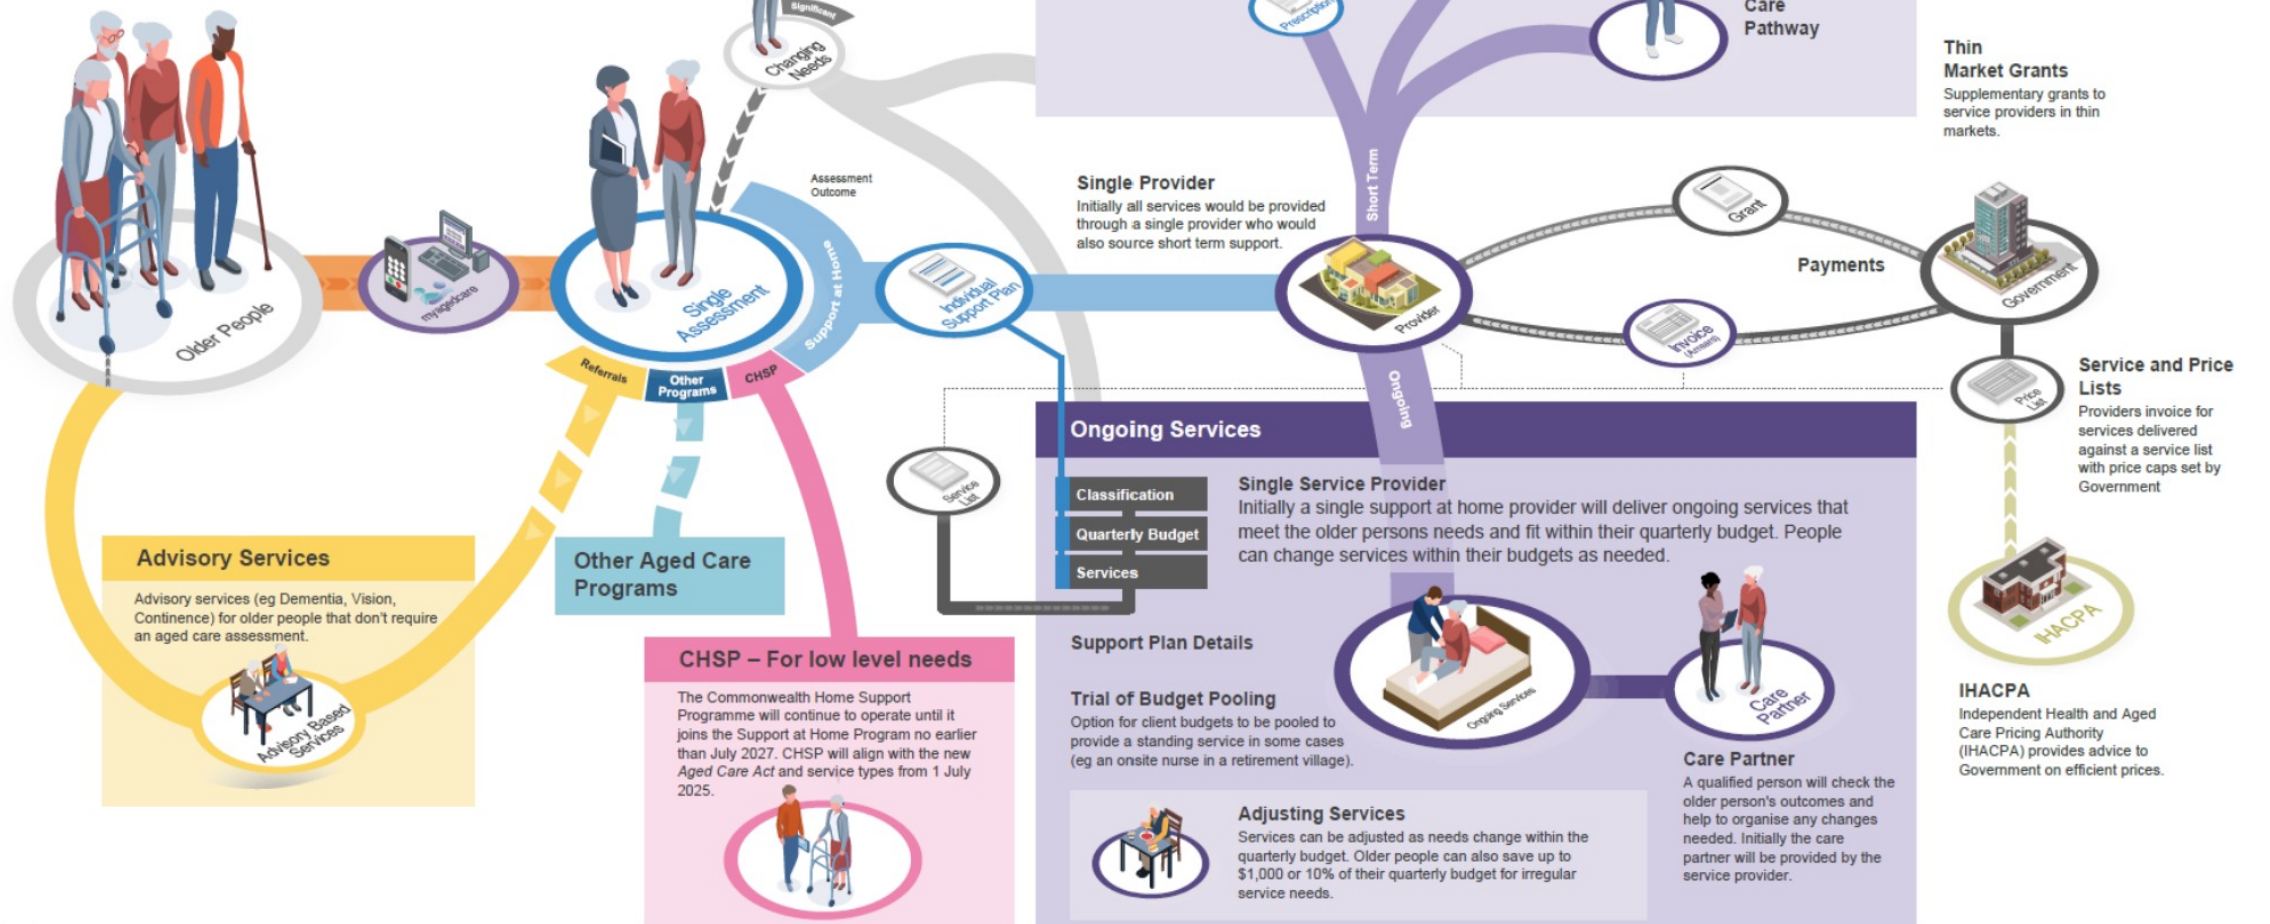 Significant
Changing
Needs
Prescription
Care
Pathway
Thin
Market Grants
Supplementary grants to
service providers in thin
markets.
Assessment
Outcome
Single Provider
Initially all services would be provided
through a single provider who would
also source short term support.
Short Term
Grant
Payments
Government
Older People
myagedcare
Single
Assessment
Support at Home
Individual
Support Plan
Provider
Invoice
(Arrears)
Referrals
Other
Programs
CHSP
Ongoing
Price
List
Service and Price
Lists
Providers invoice for
services delivered
against a service list
with price caps set by
Government
Ongoing Services
Service
List
Classification
Quarterly Budget
Services
Single Service Provider
Initially a single support at home provider will deliver ongoing services that
meet the older persons needs and fit within their quarterly budget. People
can change services within their budgets as needed.
Advisory Services
Advisory services (eg Dementia, Vision,
Continence) for older people that don't require
an aged care assessment.
Advisory Based
Services
Other Aged Care
Programs
CHSP – For low level needs
The Commonwealth Home Support
Programme will continue to operate until it
joins the Support at Home Program no earlier
than July 2027. CHSP will align with the new
Aged Care Act and service types from 1 July
2025.
Support Plan Details
Trial of Budget Pooling
Option for client budgets to be pooled to
provide a standing service in some cases
(eg an onsite nurse in a retirement village).
Ongoing Services
Care
Partner
Care Partner
A qualified person will check the
older person's outcomes and
help to organise any changes
needed. Initially the care
partner will be provided by the
service provider.
Adjusting Services
Services can be adjusted as needs change within the
quarterly budget. Older people can also save up to
$1,000 or 10% of their quarterly budget for irregular
service needs.
IHACPA
IHACPA
Independent Health and Aged
Care Pricing Authority
(IHACPA) provides advice to
Government on efficient prices.